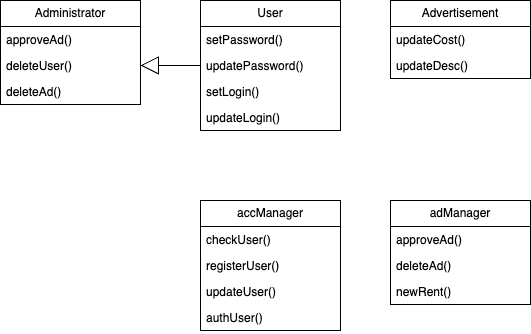 Administrator
approveAd()
deleteUser()
deleteAd()
User
setPassword()
updatePassword()
setLogin()
updateLogin()
Advertisement
updateCost()
updateDesc()
accManager
checkUser()
registerUser()
updateUser()
authUser()
adManager
approveAd()
deleteAd()
newRent()